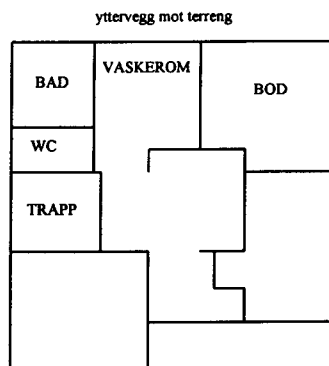 yttervegg mot terreng
VASKEROM
BAD
BOD
WC
TRAPP